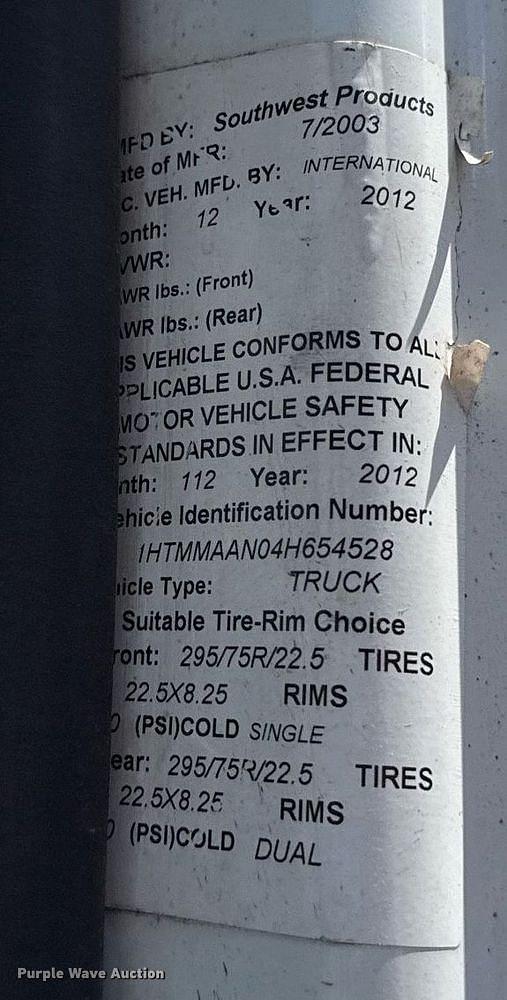 MFD BY: Southwest Products
ate of MFR: 7/2003
C. VEH. MFD. BY: INTERNATIONAL
onth: 12 Year: 2012
VWR:
WR lbs.: (Front)
WR lbs.: (Rear)
IS VEHICLE CONFORMS TO ALL
PPLICABLE U.S.A. FEDERAL
MOTOR VEHICLE SAFETY
STANDARDS IN EFFECT IN:
nth: 112 Year: 2012
ehicle Identification Number:
1HTMMAAN04H654528
icle Type: TRUCK
Suitable Tire-Rim Choice
ront: 295/75R/22.5 TIRES
22.5X8.25 RIMS
(PSI)COLD SINGLE
ear: 295/75R/22.5 TIRES
22.5X8.25 RIMS
(PSI)COLD DUAL
Purple Wave Auction